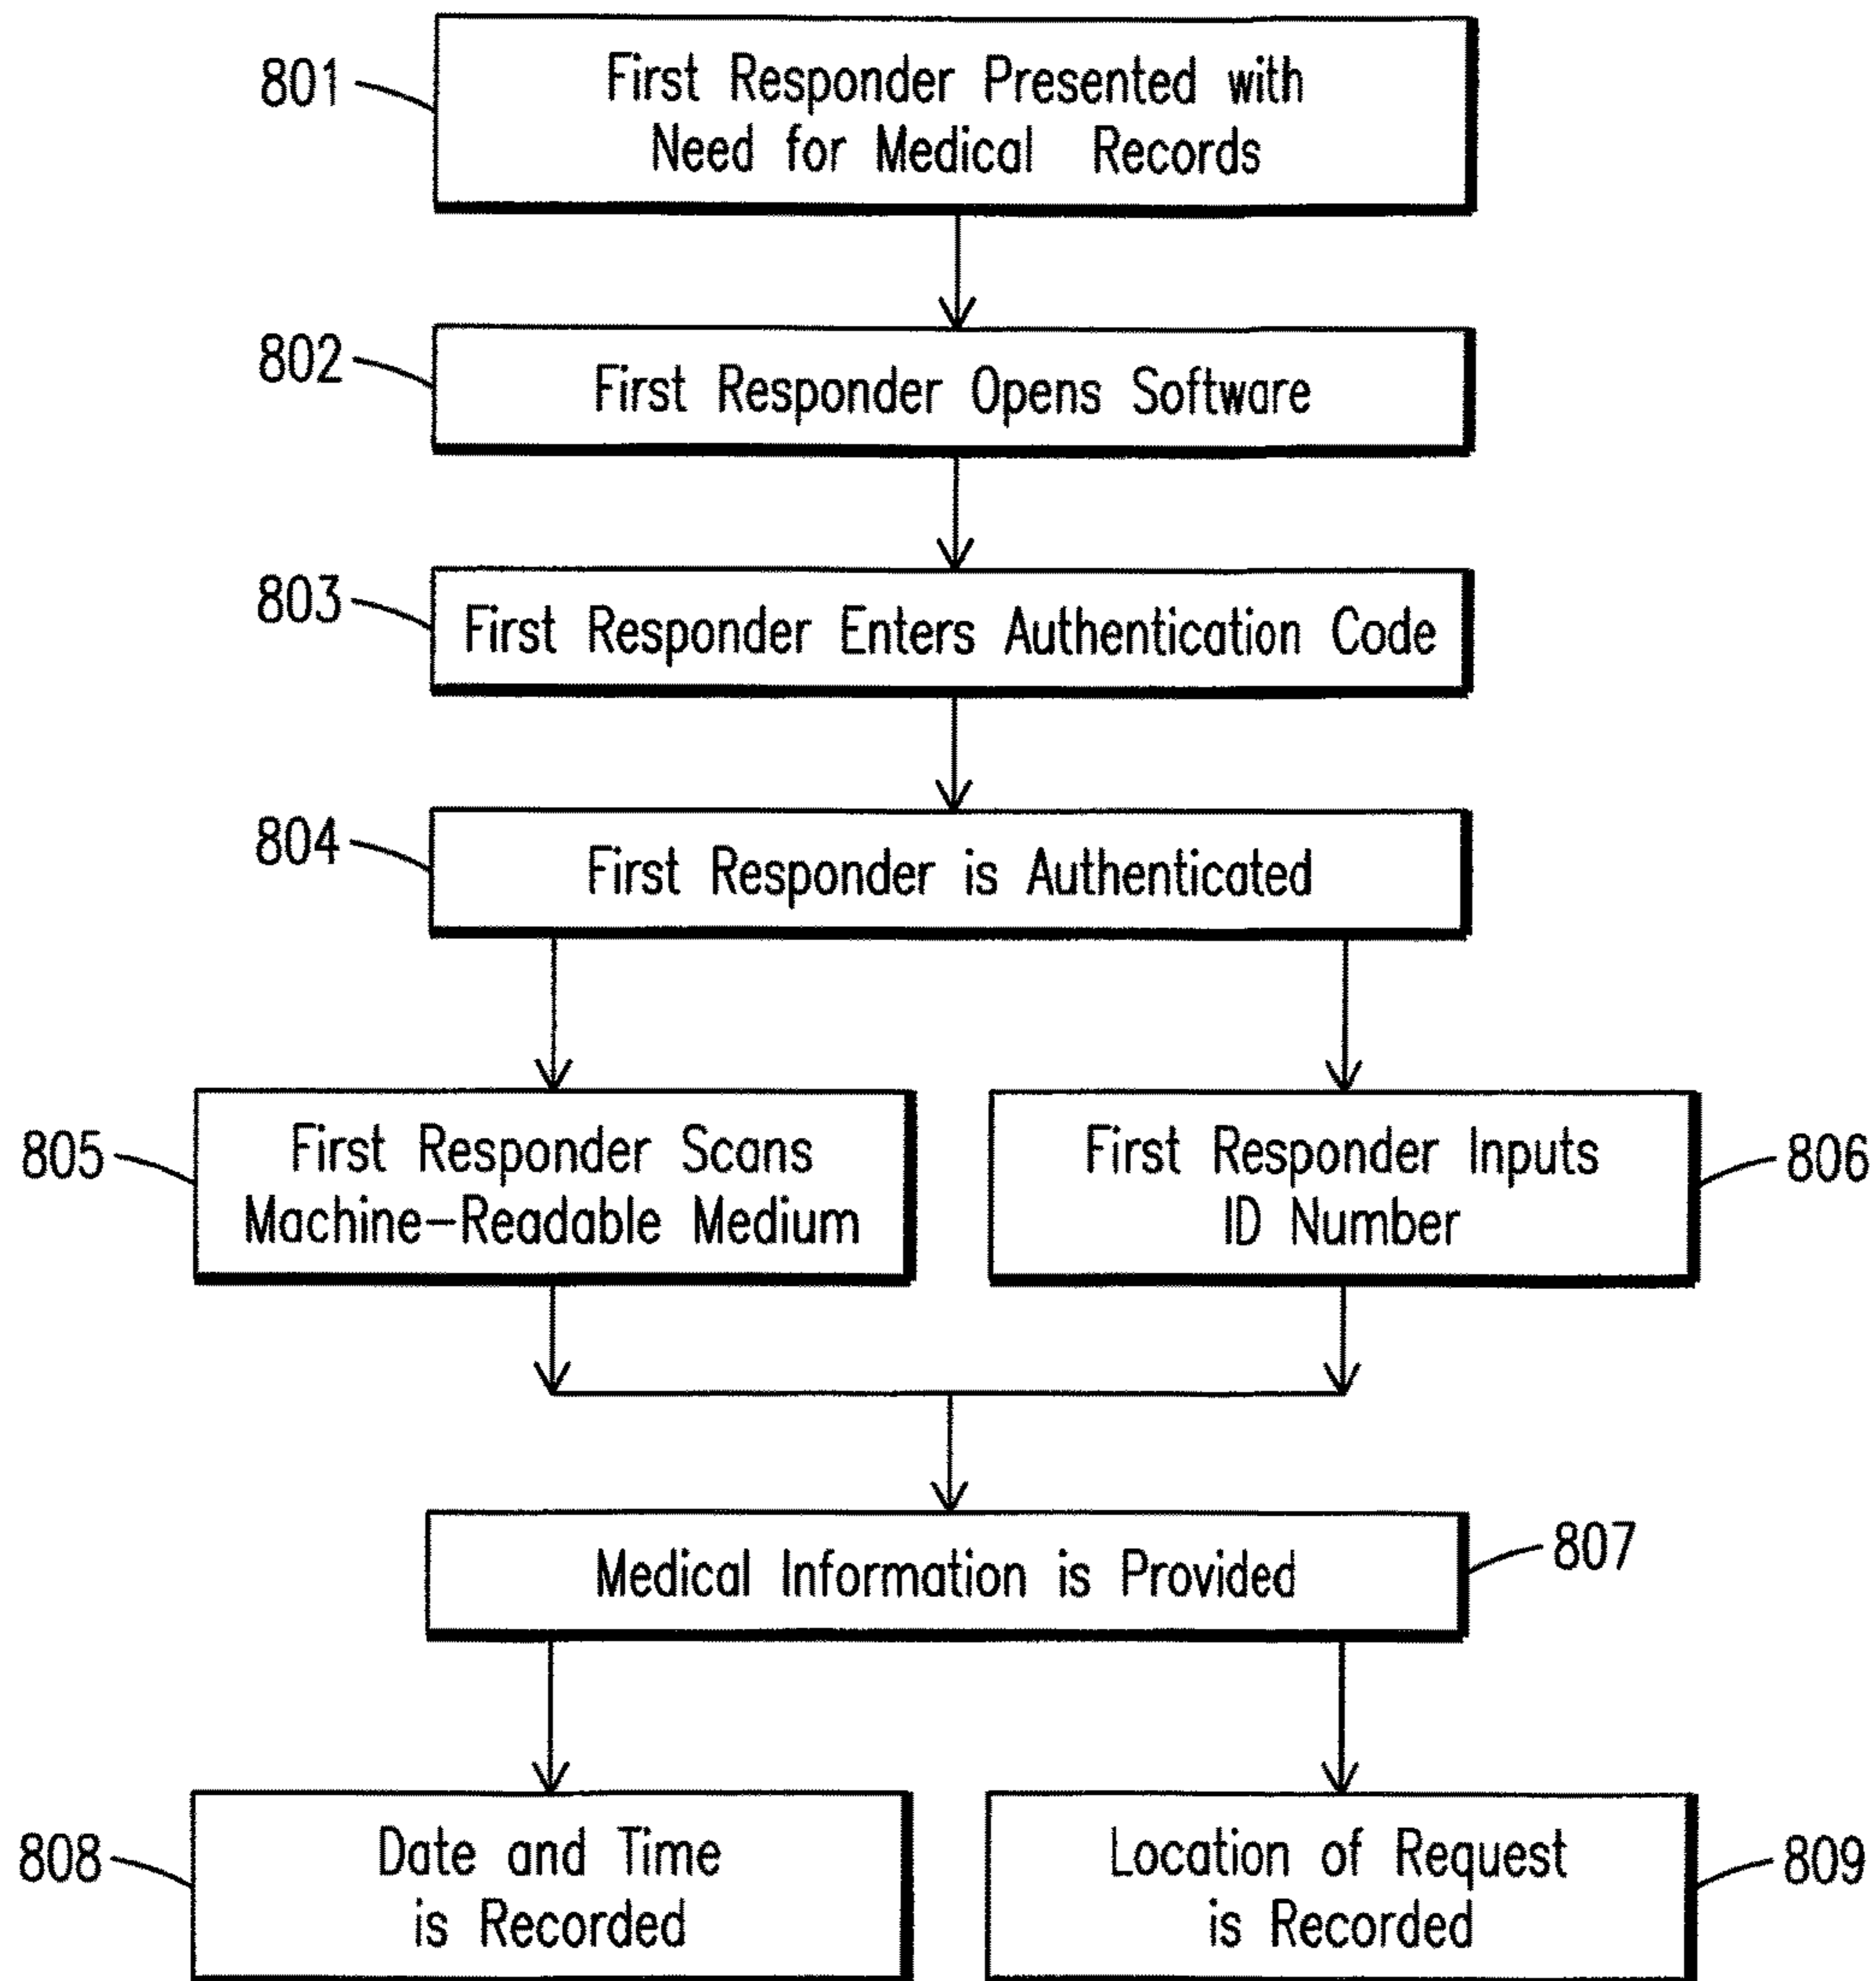 801
First Responder Presented with
Need for Medical Records
802
First Responder Opens Software
803
First Responder Enters Authentication Code
804
First Responder is Authenticated
805
First Responder Scans
Machine-Readable Medium
First Responder Inputs
ID Number
806
Medical Information is Provided
807
808
Date and Time
is Recorded
Location of Request
is Recorded
809